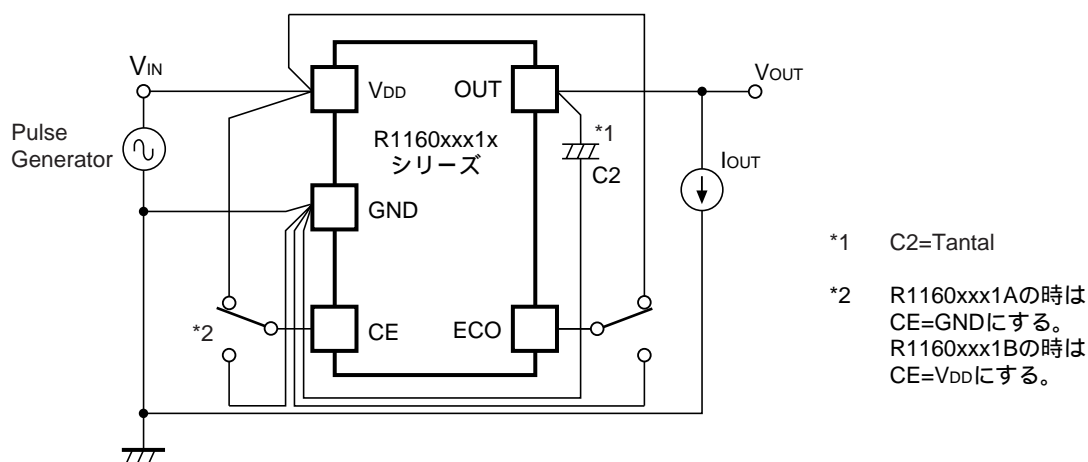 VIN
VDD
OUT
VOUT
Pulse
Generator
R1160xxx1x
シリーズ
*1
C2
IOUT
GND
*2
CE
ECO
*1 C2=Tantal
*2 R1160xxx1Aの時は
CE=GNDにする。
R1160xxx1Bの時は
CE=VDDにする。